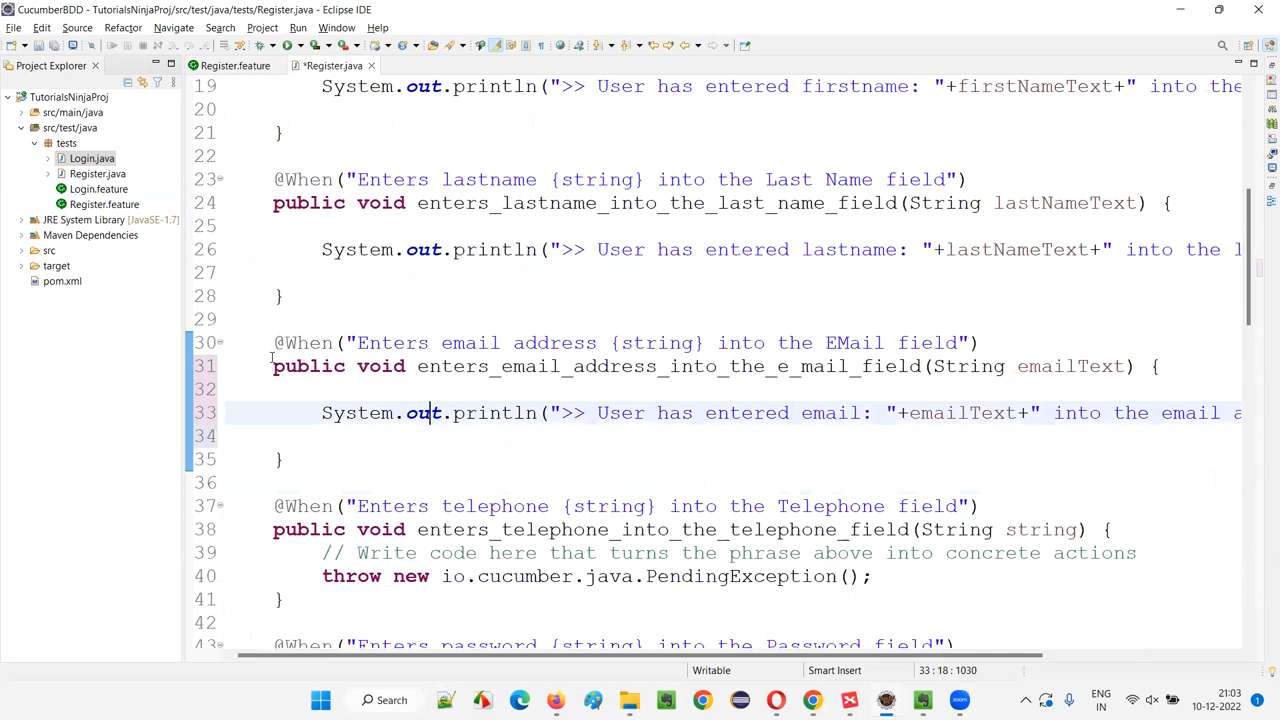 CucumberBDD - TutorialsNinjaProj/src/test/java/tests/Register.java - Eclipse IDE
File Edit Source Refactor Navigate Search Project Run Window Help
Project Explorer
Register.feature
*Register.java
TutorialsNinjaProj
src/main/java
src/test/java
tests
Login.java
Register.java
Login.feature
Register.feature
JRE System Library [JavaSE-1.7]
Maven Dependencies
src
target
pom.xml
19 System.out.println(">> User has entered firstname: "+firstNameText+" into the
20
21 }
22
23 @When("Enters lastname {string} into the Last Name field")
24 public void enters_lastname_into_the_last_name_field(String lastNameText) {
25
26 System.out.println(">> User has entered lastname: "+lastNameText+" into the l
27
28 }
29
30 @When("Enters email address {string} into the EMail field")
31 public void enters_email_address_into_the_e_mail_field(String emailText) {
32
33 System.out.println(">> User has entered email: "+emailText+" into the email a
34
35 }
36
37 @When("Enters telephone {string} into the Telephone field")
38 public void enters_telephone_into_the_telephone_field(String string) {
39 // Write code here that turns the phrase above into concrete actions
40 throw new io.cucumber.java.PendingException();
41 }
42
43 @When("Enters password {string} into the Password field")
Writable Smart Insert 33 : 18 : 1030
Search
ENG
IN
21:03
10-12-2022
1